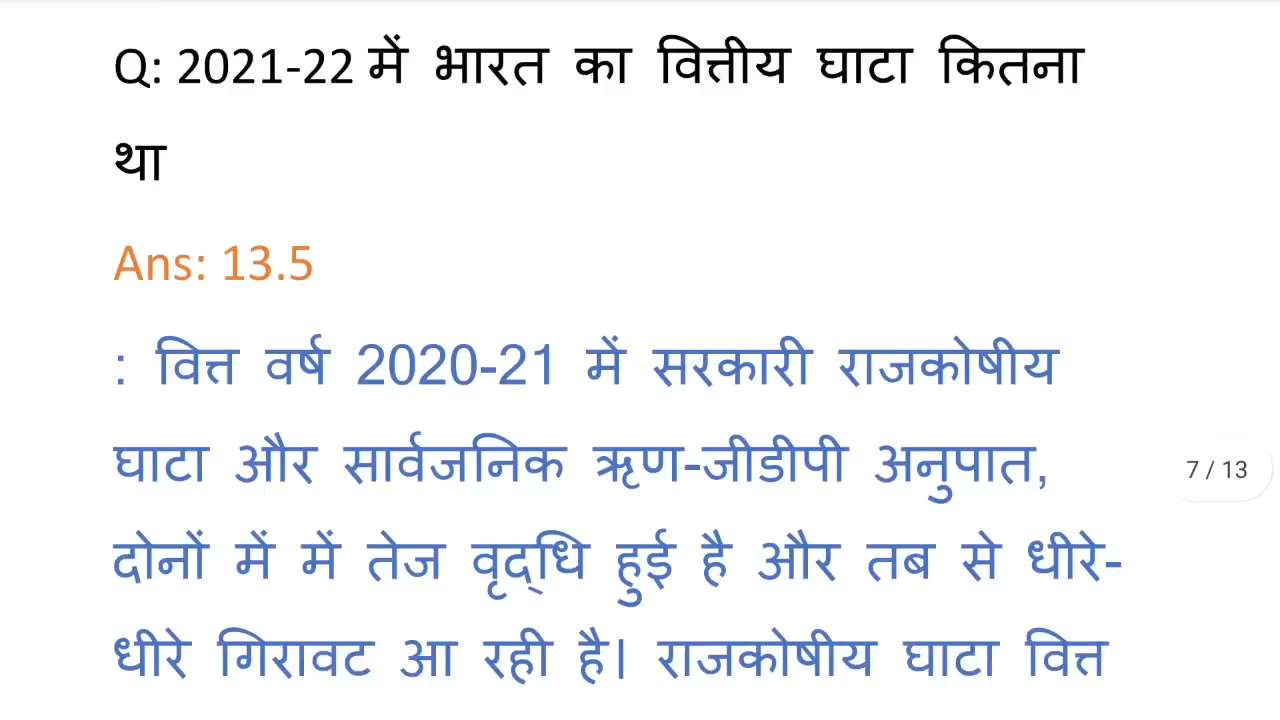 Q: 2021-22 में भारत का वित्तीय घाटा कितना
था
Ans: 13.5
: वित्त वर्ष 2020-21 में सरकारी राजकोषीय
घाटा और सार्वजनिक ऋण-जीडीपी अनुपात,
दोनों में में तेज वृद्धि हुई है और तब से धीरे-
धीरे गिरावट आ रही है। राजकोषीय घाटा वित्त
7 / 13